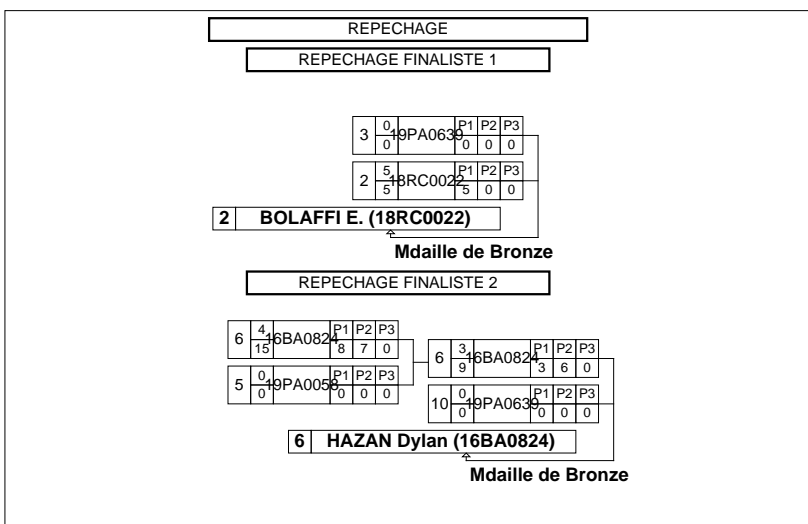 REPECHAGE
REPECHAGE FINALISTE 1
3 0 19PA0639 P1 P2 P3
0 0 0 0
2 5 18RC0022 P1 P2 P3
5 5 0 0
2 BOLAFFI E. (18RC0022)
Mdaille de Bronze
REPECHAGE FINALISTE 2
6 4 16BA0824 P1 P2 P3
15 8 7 0
6 3 16BA0824 P1 P2 P3
9 3 6 0
5 0 19PA0058 P1 P2 P3
0 0 0 0
10 0 19PA0639 P1 P2 P3
0 0 0 0
6 HAZAN Dylan (16BA0824)
Mdaille de Bronze